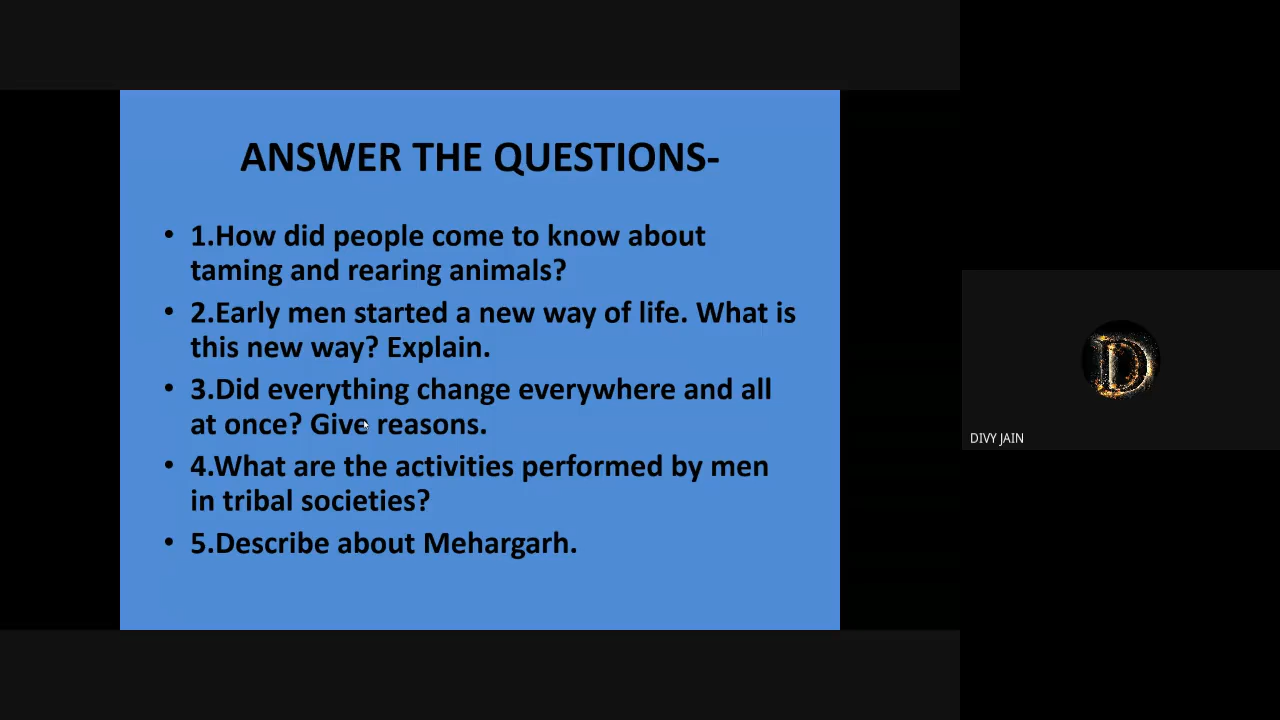 ANSWER THE QUESTIONS-
• 1.How did people come to know about
taming and rearing animals?
• 2.Early men started a new way of life. What is
this new way? Explain.
• 3.Did everything change everywhere and all
at once? Give reasons.
• 4.What are the activities performed by men
in tribal societies?
• 5.Describe about Mehargarh.
D
DIVY JAIN